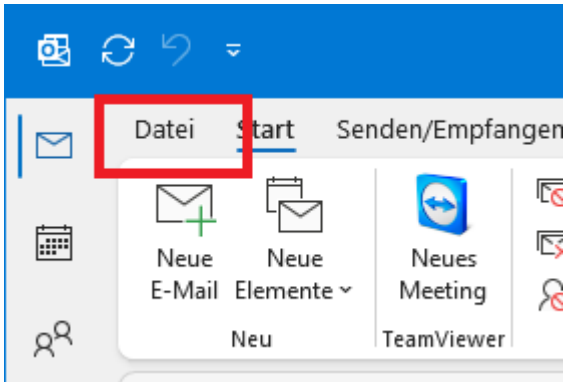 Datei Start Senden/Empfangen
Neue E-Mail
Neue Elemente
Neues Meeting
Neu
TeamViewer